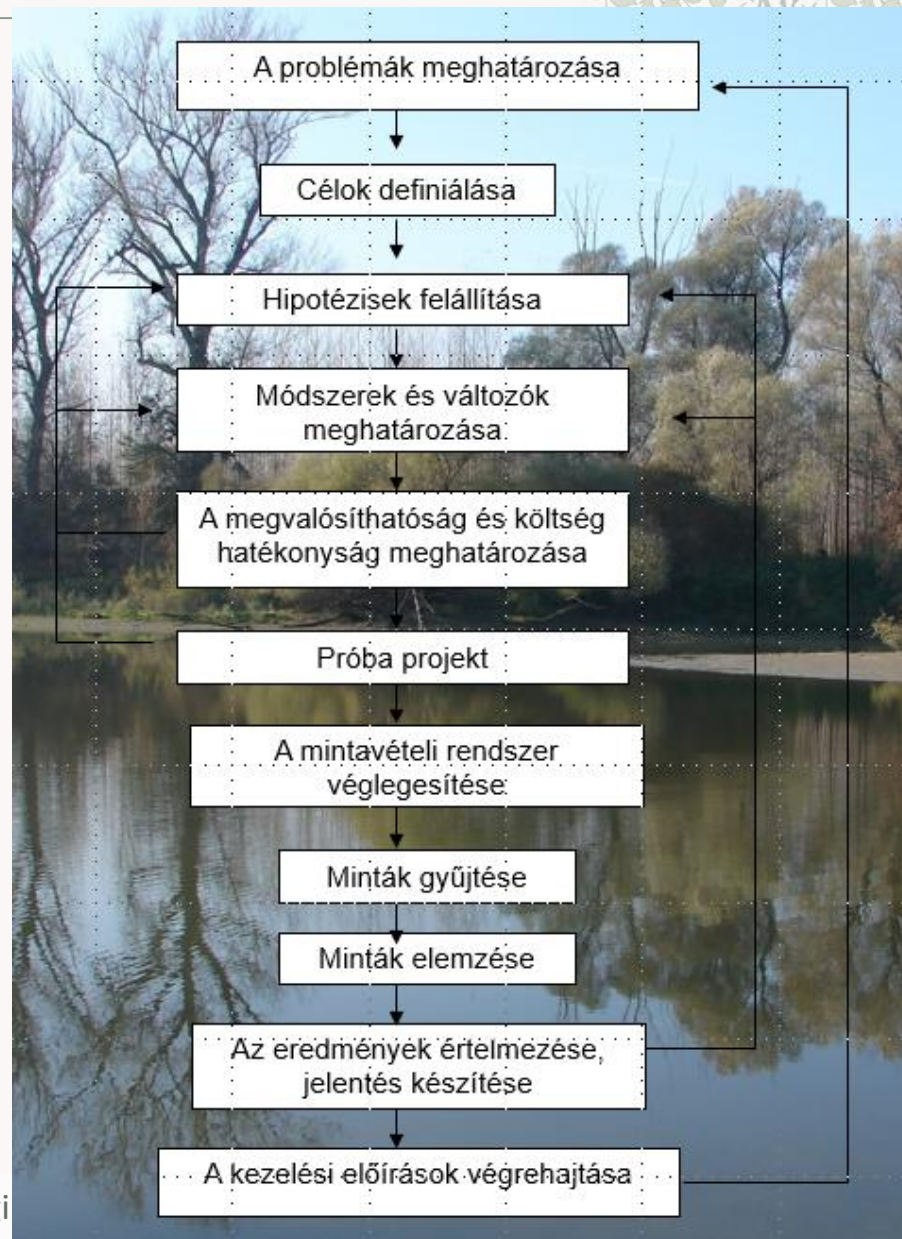 A problémák meghatározása
Célok definiálása
Hipotézisek felállítása
Módszerek és változók
meghatározása
A megvalósíthatóság és költség
hatékonyság meghatározása
Próba projekt
A mintavételi rendszer
véglegesítése
Minták gyűjtése
Minták elemzése
Az eredmények értelmezése,
jelentés készítése
A kezelési előírások végrehajtása